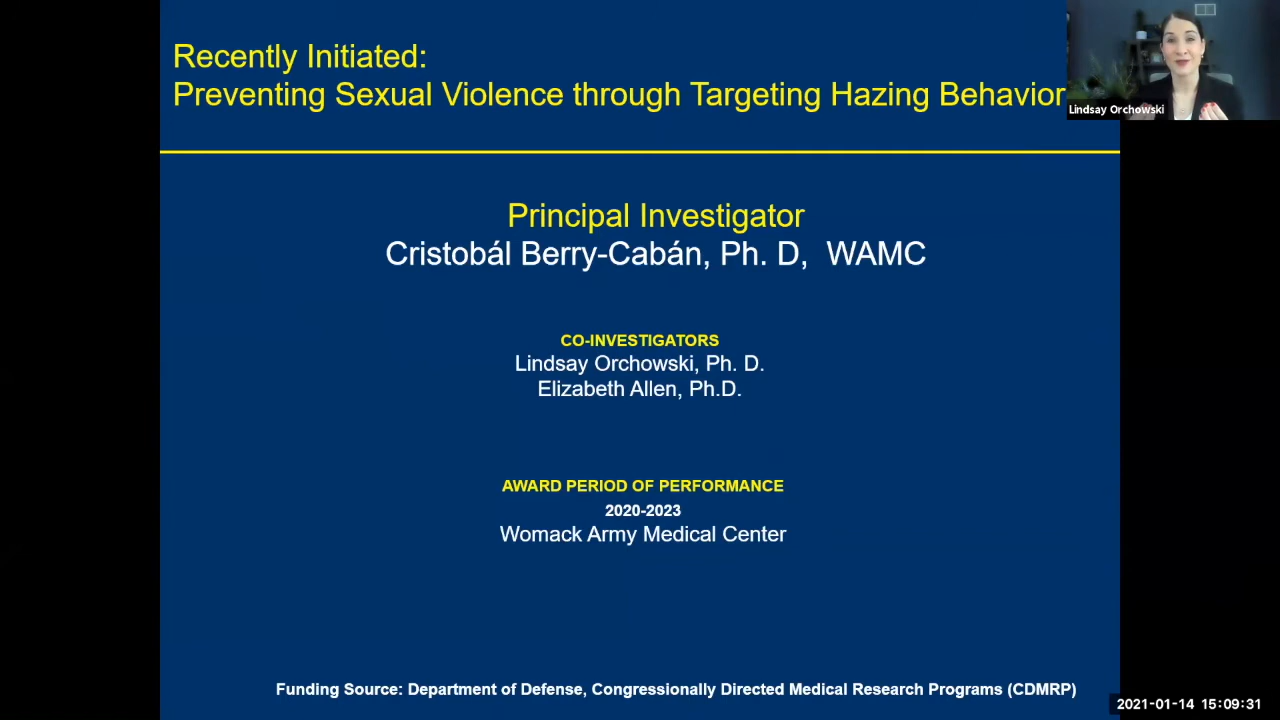 Recently Initiated:
Preventing Sexual Violence through Targeting Hazing Behavior
Lindsay Orchowski
Principal Investigator
Cristobál Berry-Cabán, Ph. D, WAMC
CO-INVESTIGATORS
Lindsay Orchowski, Ph. D.
Elizabeth Allen, Ph.D.
AWARD PERIOD OF PERFORMANCE
2020-2023
Womack Army Medical Center
Funding Source: Department of Defense, Congressionally Directed Medical Research Programs (CDMRP)
2021-01-14 15:09:31